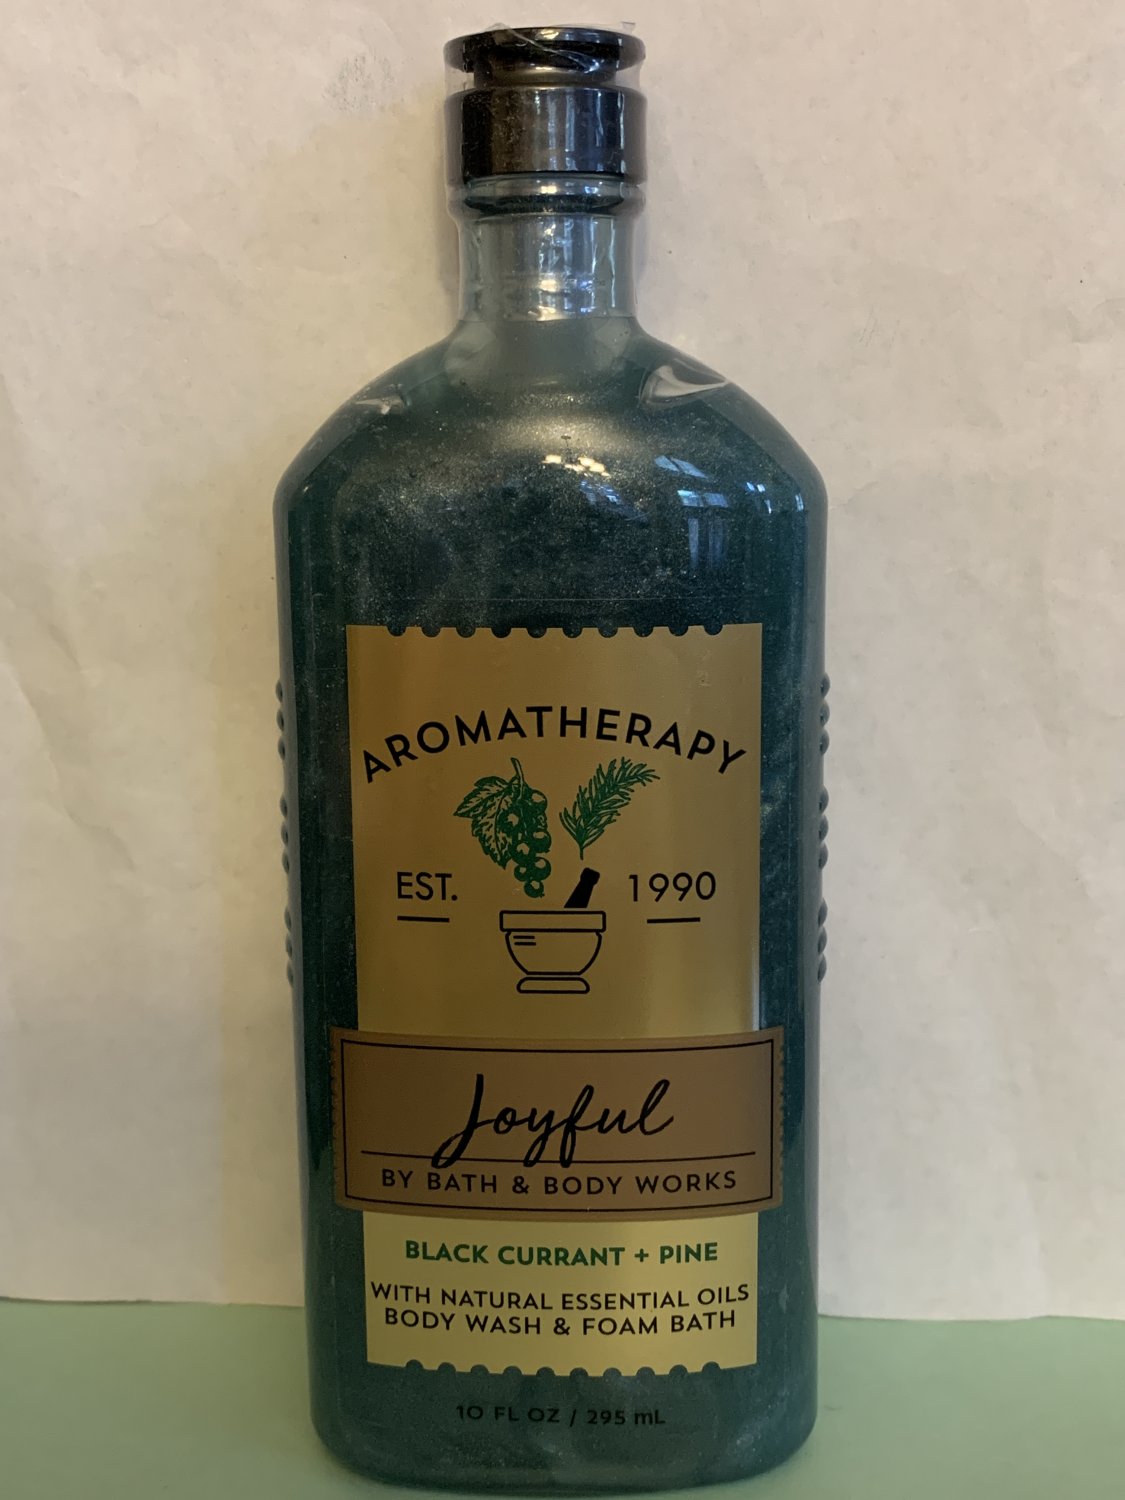 AROMATHERAPY
EST. 1990
Joyful
BY BATH & BODY WORKS
BLACK CURRANT + PINE
WITH NATURAL ESSENTIAL OILS
BODY WASH & FOAM BATH
10 FL OZ / 295 mL